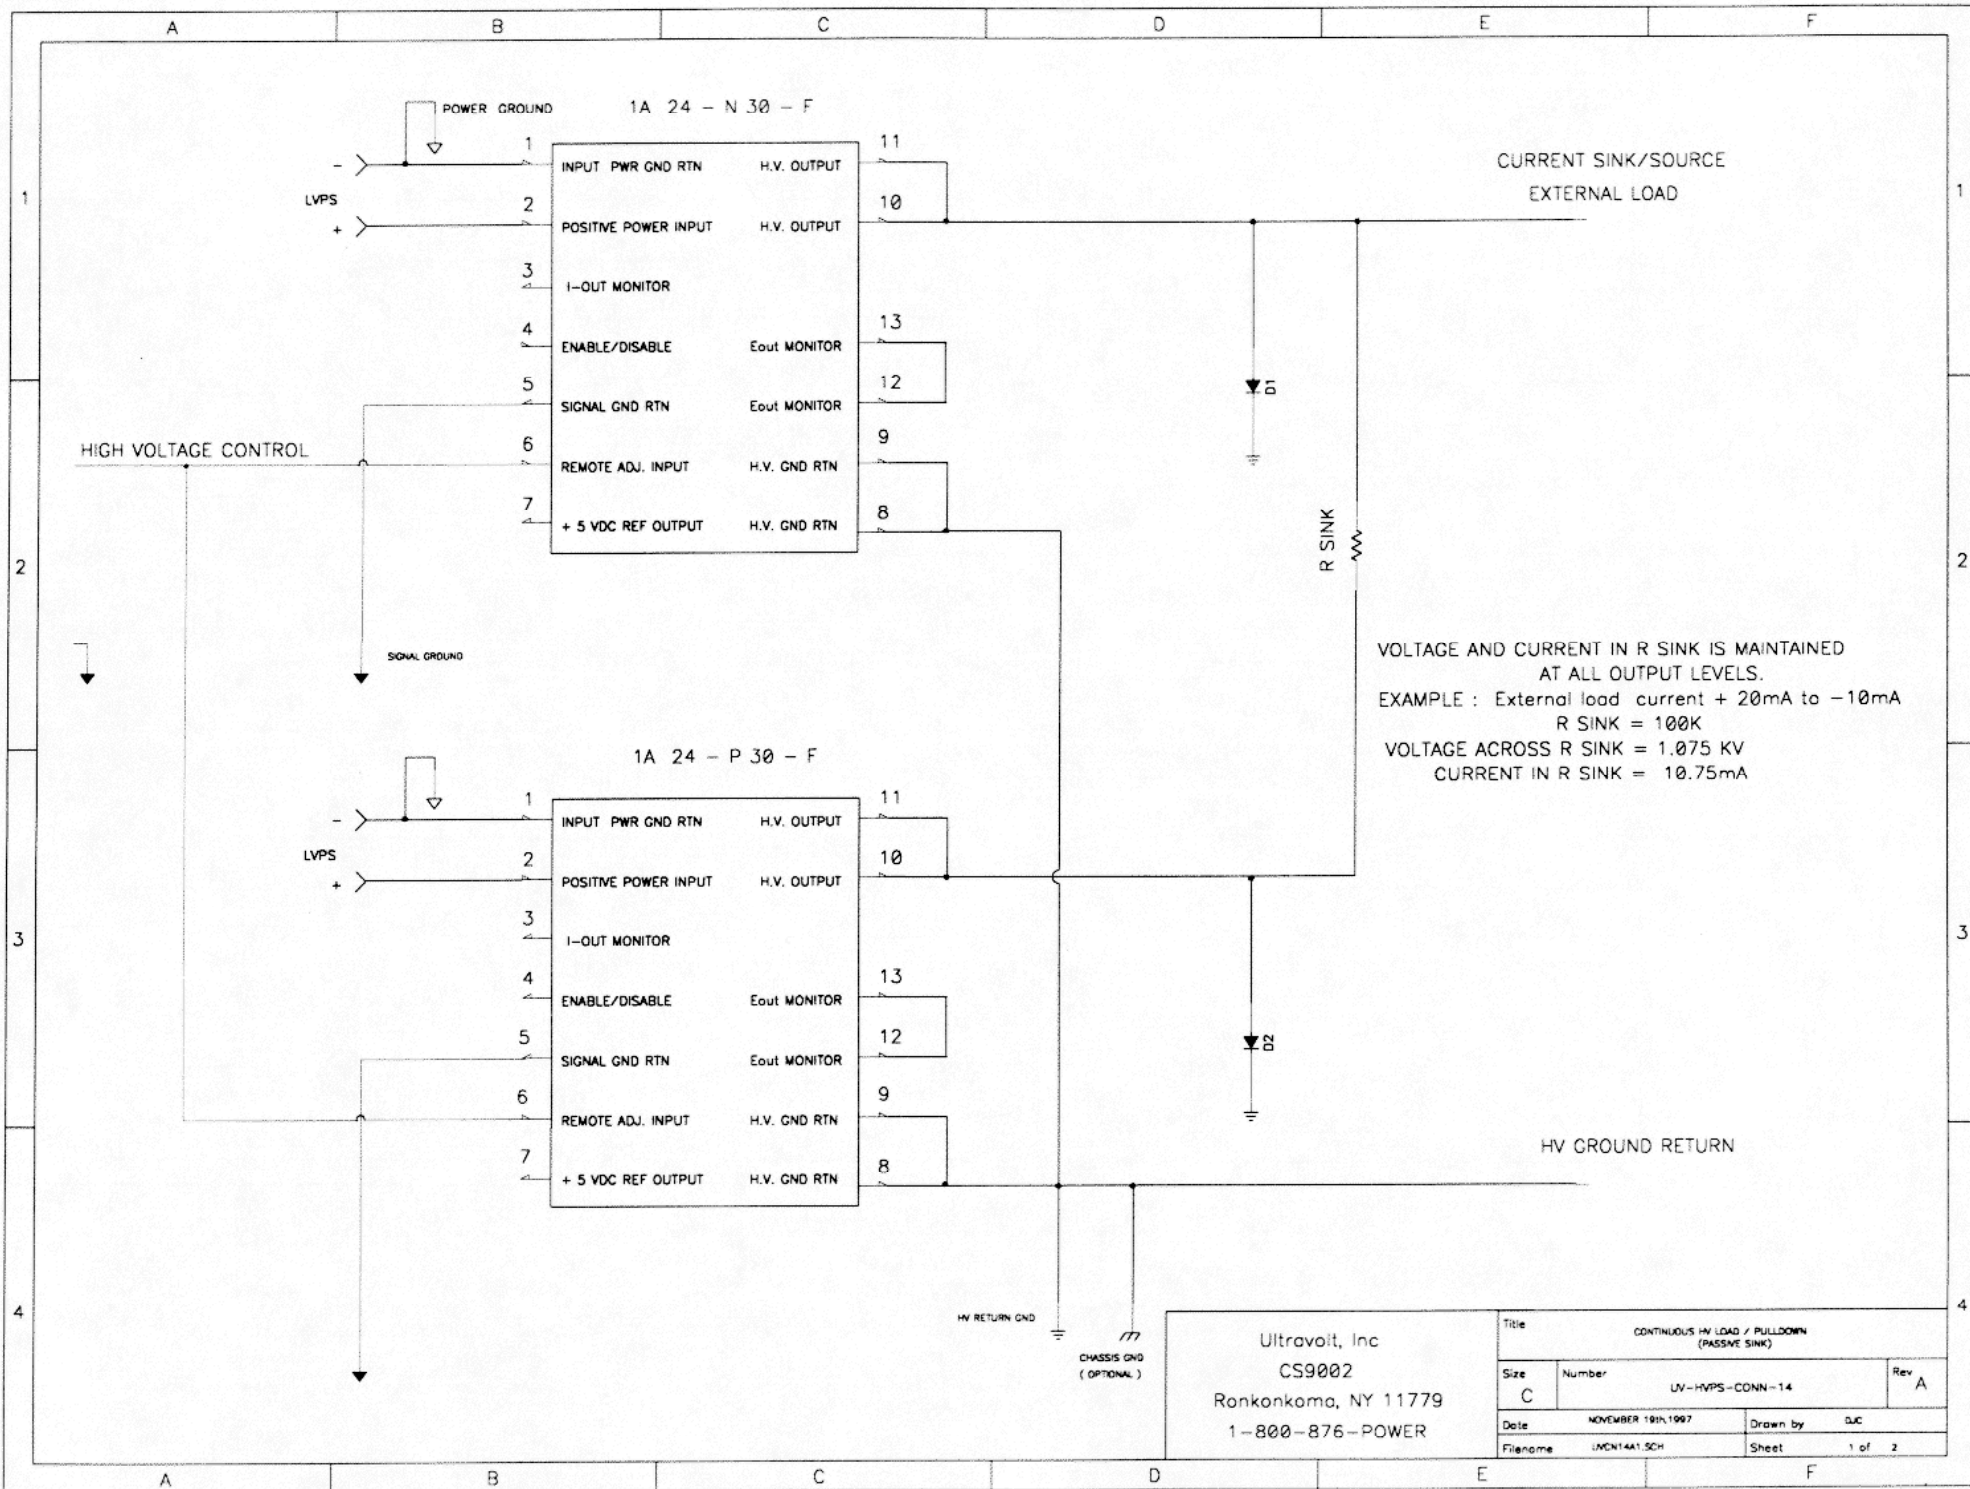 A B C D E F
1
2
3
4
POWER GROUND
1A 24 - N 30 - F
-
LVPS
+
1 INPUT PWR GND RTN
2 POSITIVE POWER INPUT
3 I-OUT MONITOR
4 ENABLE/DISABLE
5 SIGNAL GND RTN
6 REMOTE ADJ. INPUT
7 + 5 VDC REF OUTPUT
H.V. OUTPUT 11
H.V. OUTPUT 10
Eout MONITOR 13
Eout MONITOR 12
H.V. GND RTN 9
H.V. GND RTN 8
HIGH VOLTAGE CONTROL
SIGNAL GROUND
CURRENT SINK/SOURCE
EXTERNAL LOAD
D1
R SINK
VOLTAGE AND CURRENT IN R SINK IS MAINTAINED
AT ALL OUTPUT LEVELS.
EXAMPLE : External load current + 20mA to -10mA
R SINK = 100K
VOLTAGE ACROSS R SINK = 1.075 KV
CURRENT IN R SINK = 10.75mA
1A 24 - P 30 - F
-
LVPS
+
1 INPUT PWR GND RTN
2 POSITIVE POWER INPUT
3 I-OUT MONITOR
4 ENABLE/DISABLE
5 SIGNAL GND RTN
6 REMOTE ADJ. INPUT
7 + 5 VDC REF OUTPUT
H.V. OUTPUT 11
H.V. OUTPUT 10
Eout MONITOR 13
Eout MONITOR 12
H.V. GND RTN 9
H.V. GND RTN 8
D2
HV GROUND RETURN
HV RETURN GND
CHASSIS GND
( OPTIONAL )
Ultravolt, Inc
CS9002
Ronkonkoma, NY 11779
1-800-876-POWER
Title
CONTINUOUS HV LOAD / PULLDOWN
(PASSIVE SINK)
Size C
Number UV-HVPS-CONN-14
Rev A
Date NOVEMBER 19th,1997
Drawn by DJC
Filename UVCN14A1.SCH
Sheet 1 of 2
1
2
3
4
A B C D E F